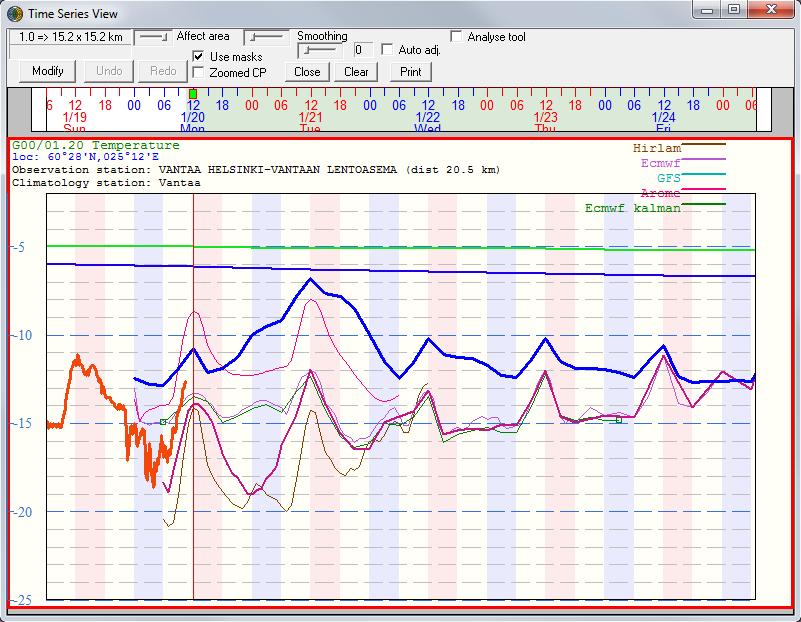 Time Series View
1.0 => 15.2 x 15.2 km Affect area Smoothing Analyse tool
Use masks 0 Auto adj.
Modify Undo Redo Zoomed CP Close Clear Print
6 12 18 00 06 12 18 00 06 12 18 00 06 12 18 00 06 12 18 00 06 12 18 00 06
1/19 1/20 1/21 1/22 1/23 1/24
Sun Mon Tue Wed Thu Fri
G00/01.20 Temperature
loc: 60°28'N,025°12'E
Observation station: VANTAA HELSINKI-VANTAAN LENTOASEMA (dist 20.5 km)
Climatology station: Vantaa
Hirlam
Ecmwf
GFS
Arome
Ecmwf kalman
-5
-10
-15
-20
-25